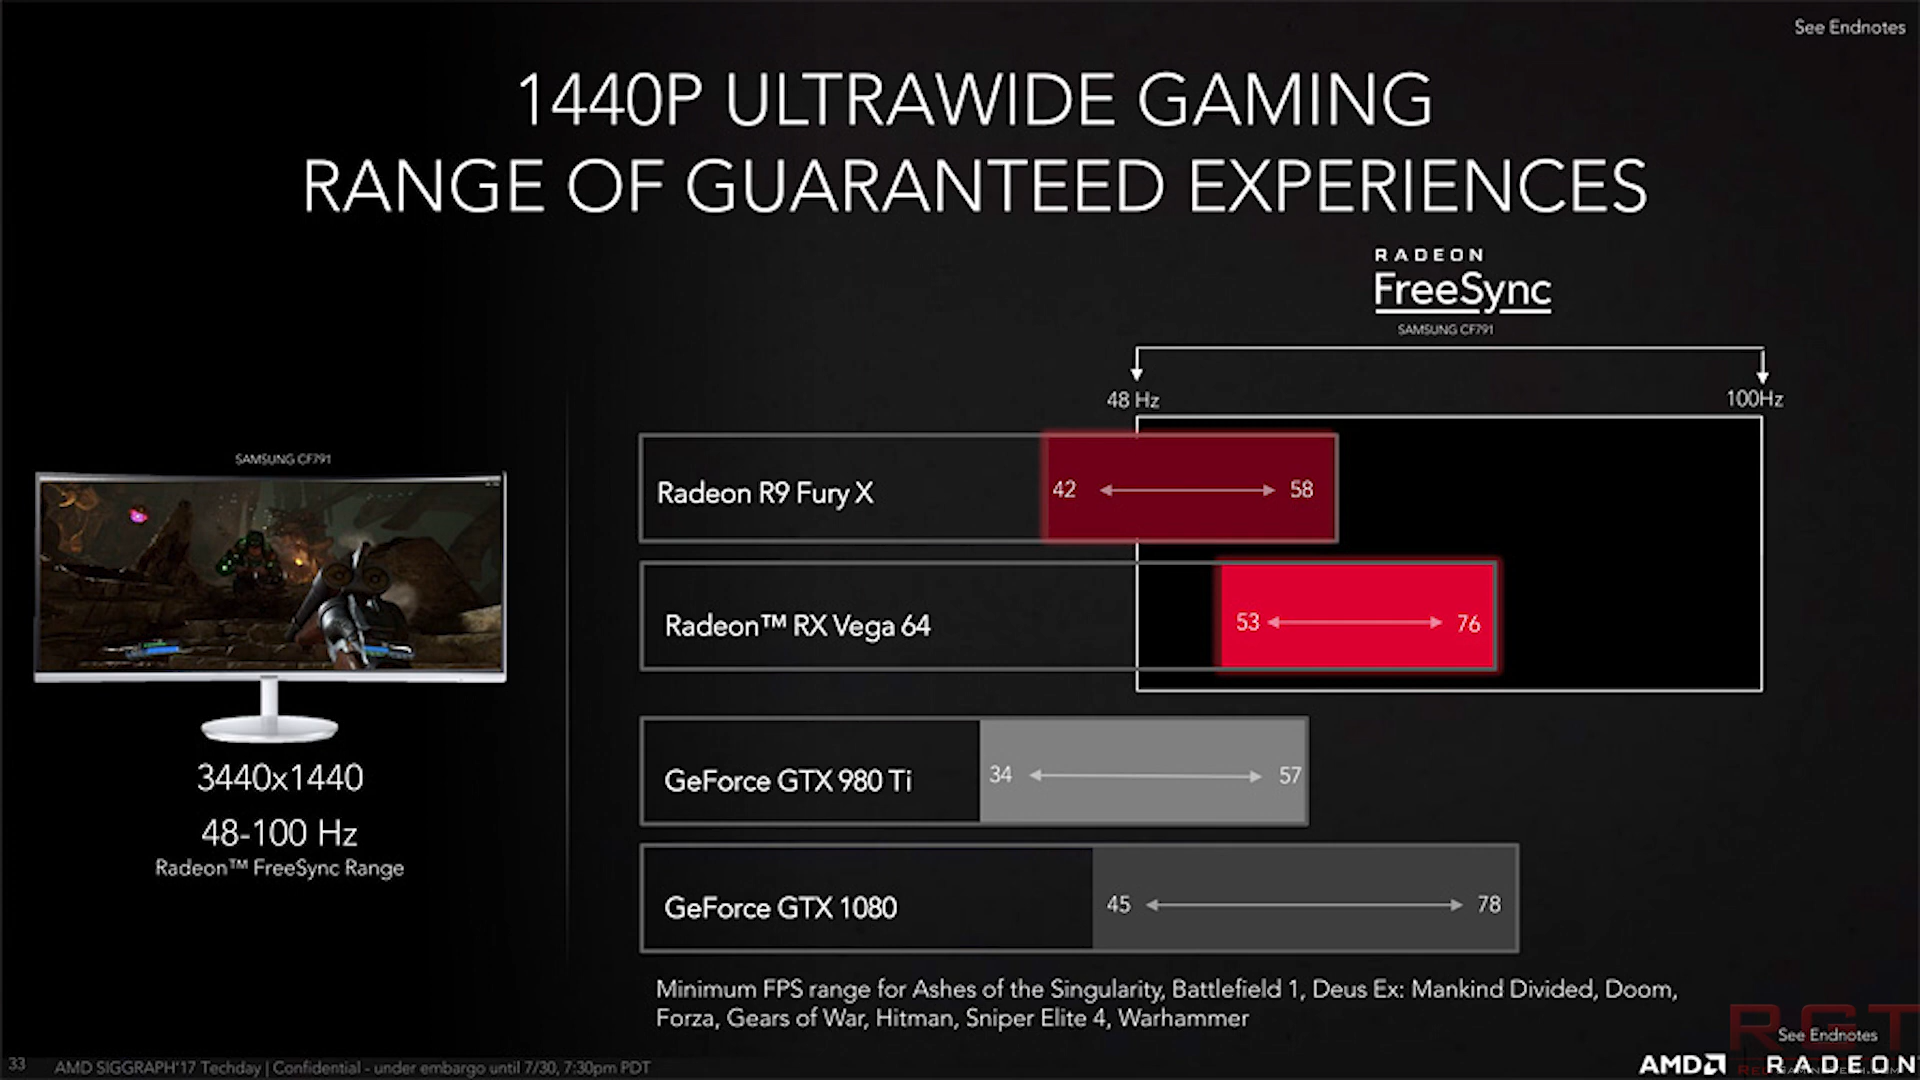 See Endnotes
1440P ULTRAWIDE GAMING
RANGE OF GUARANTEED EXPERIENCES
RADEON
FreeSync
SAMSUNG CF791
48 Hz
100Hz
SAMSUNG CF791
3440x1440
48-100 Hz
Radeon™ FreeSync Range
Radeon R9 Fury X
42
58
Radeon™ RX Vega 64
53
76
GeForce GTX 980 Ti
34
57
GeForce GTX 1080
45
78
Minimum FPS range for Ashes of the Singularity, Battlefield 1, Deus Ex: Mankind Divided, Doom,
Forza, Gears of War, Hitman, Sniper Elite 4, Warhammer
RGT
See Endnotes
33 AMD SIGGRAPH'17 Techday | Confidential - under embargo until 7/30, 7:30pm PDT
AMD RADEON